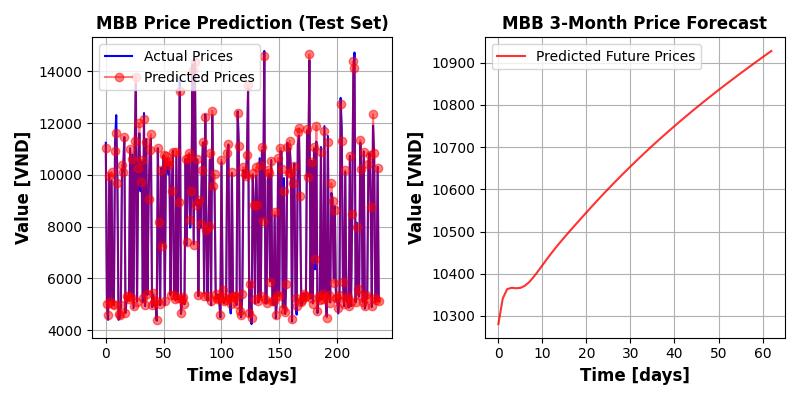 MBB Price Prediction (Test Set)
Actual Prices
Predicted Prices
Value [VND]
14000
12000
10000
8000
6000
4000
0 50 100 150 200
Time [days]
MBB 3-Month Price Forecast
Predicted Future Prices
Value [VND]
10900
10800
10700
10600
10500
10400
10300
0 10 20 30 40 50 60
Time [days]